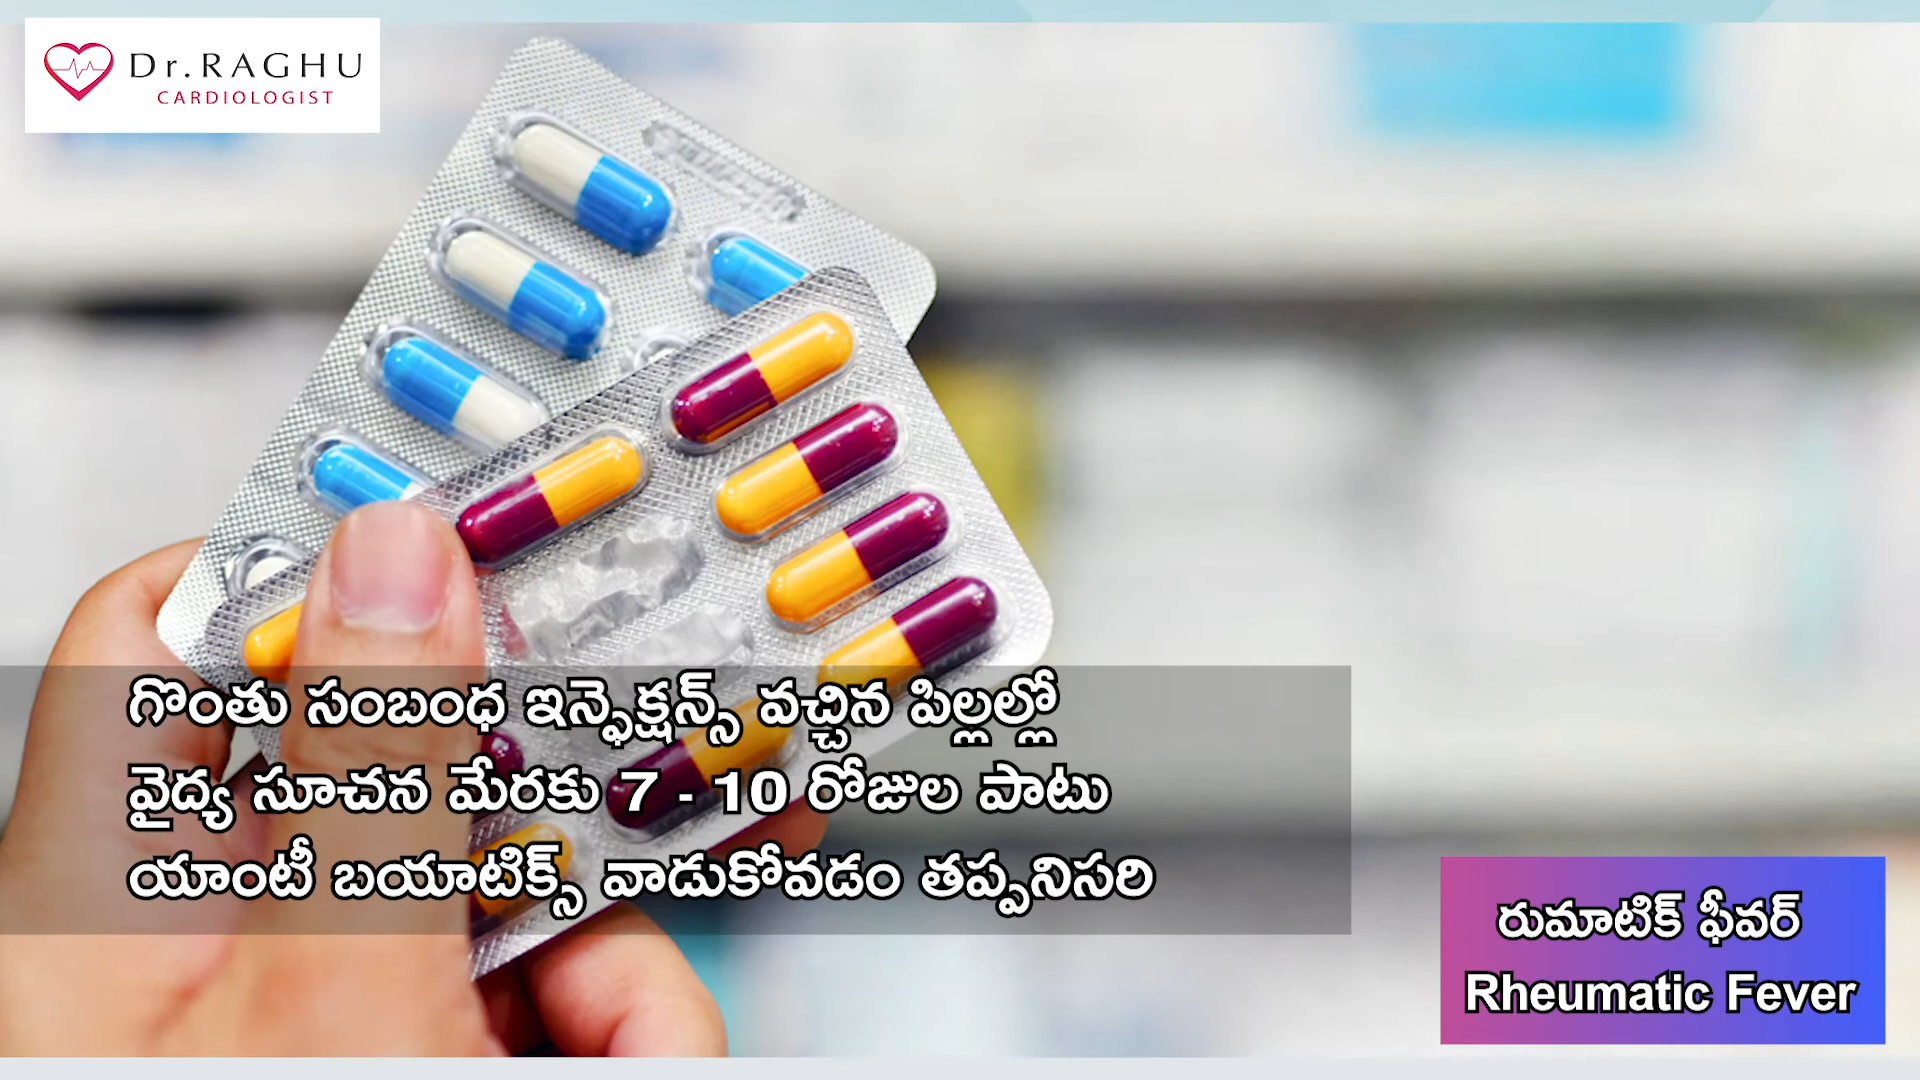 Dr.RAGHU
CARDIOLOGIST
గొంతు సంబంధ ఇన్ఫెక్షన్స్ వచ్చిన పిల్లల్లో
వైద్య సూచన మేరకు 7 - 10 రోజుల పాటు
యాంటీ బయాటిక్స్ వాడుకోవడం తప్పనిసరి
రుమాటిక్ ఫీవర్
Rheumatic Fever